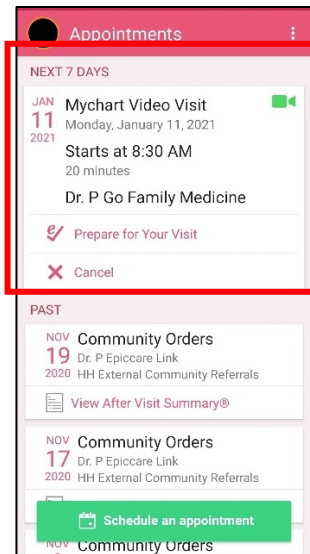 Appointments
NEXT 7 DAYS
JAN
11
2021
Mychart Video Visit
Monday, January 11, 2021
Starts at 8:30 AM
20 minutes
Dr. P Go Family Medicine
Prepare for Your Visit
Cancel
PAST
NOV
19
2020
Community Orders
Dr. P Epiccare Link
HH External Community Referrals
View After Visit Summary®
NOV
17
2020
Community Orders
Dr. P Epiccare Link
HH External Community Referrals
Schedule an appointment
NOV
Community Orders